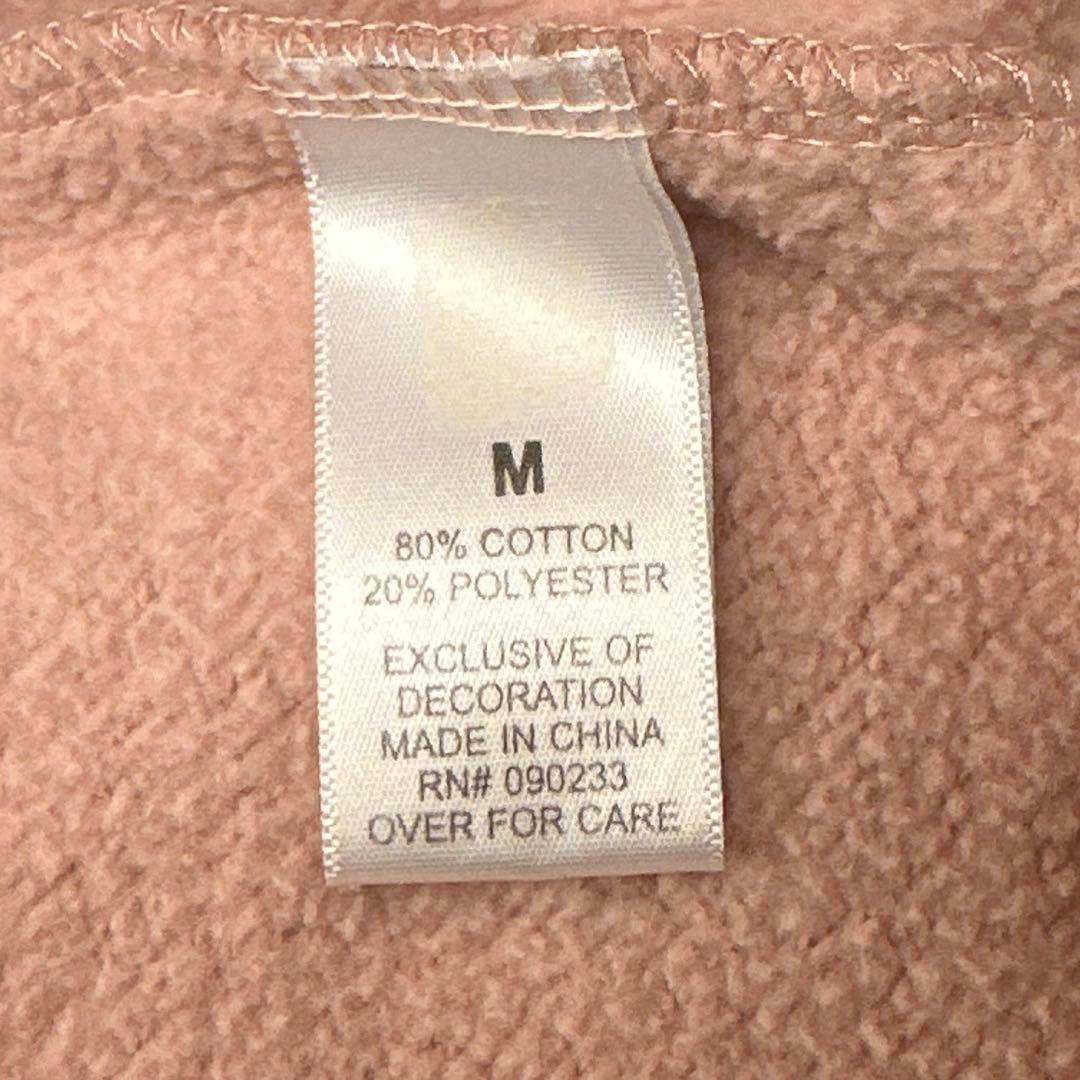 M
80% COTTON
20% POLYESTER
EXCLUSIVE OF
DECORATION
MADE IN CHINA
RN# 090233
OVER FOR CARE